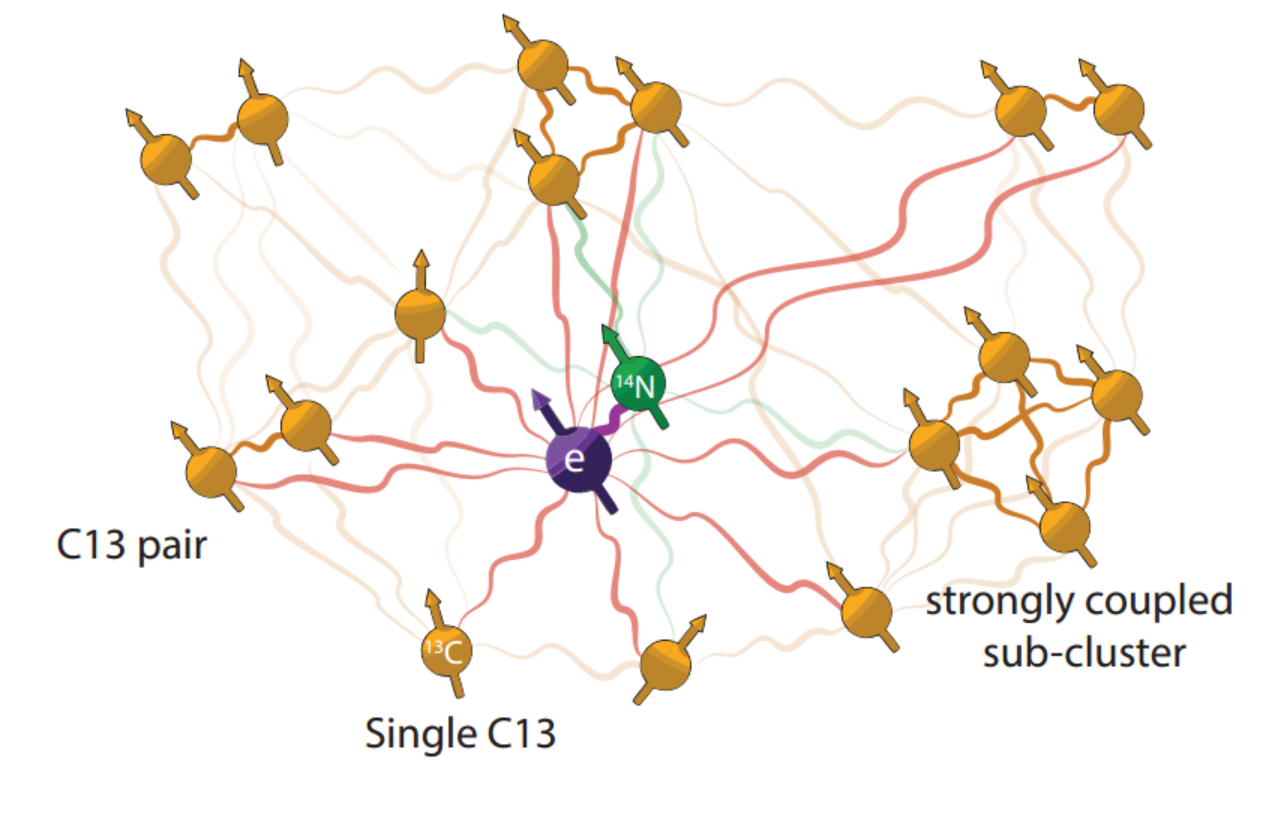 ¹⁴N
e
C13 pair
strongly coupled
sub-cluster
¹³C
Single C13